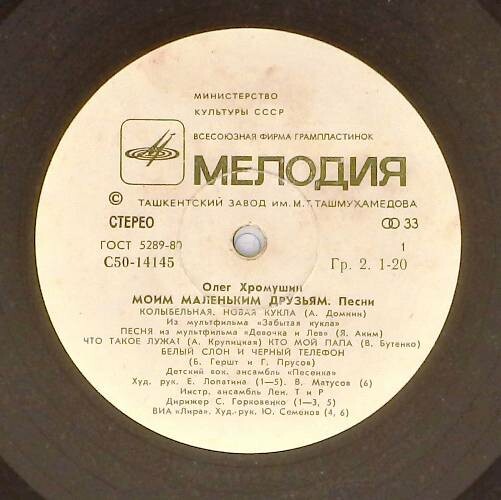 МИНИСТЕРСТВО
КУЛЬТУРЫ СССР
ВСЕСОЮЗНАЯ ФИРМА ГРАМПЛАСТИНОК
МЕЛОДИЯ
© ТАШКЕНТСКИЙ ЗАВОД ИМ. М.Т. ТАШМУХАМЕДОВА
СТЕРЕО 33
ГОСТ 5289-80 1
С50-14145 Гр. 2. 1-20
Олег Хромушин
МОИМ МАЛЕНЬКИМ ДРУЗЬЯМ. Песни
КОЛЫБЕЛЬНАЯ. НОВАЯ КУКЛА (А. Домнин)
Из мультфильма «Забытая кукла»
ПЕСНЯ из мультфильма «Девочка и Лев» (Я. Аким)
ЧТО ТАКОЕ ЛУЖА? (А. Крупицкая) КТО МОЙ ПАПА (В. Бутенко)
БЕЛЫЙ СЛОН И ЧЕРНЫЙ ТЕЛЕФОН
(Б. Гершт и Г. Прусов)
Детский вок. ансамбль «Песенка»
Худ. рук. Е. Лопатина (1—5). В. Матусов (6)
Инстр. ансамбль Лен. Т и Р
Дирижер С. Горковенко (1—3, 5)
ВИА «Лира». Худ. рук. Ю. Семенов (4, 6)